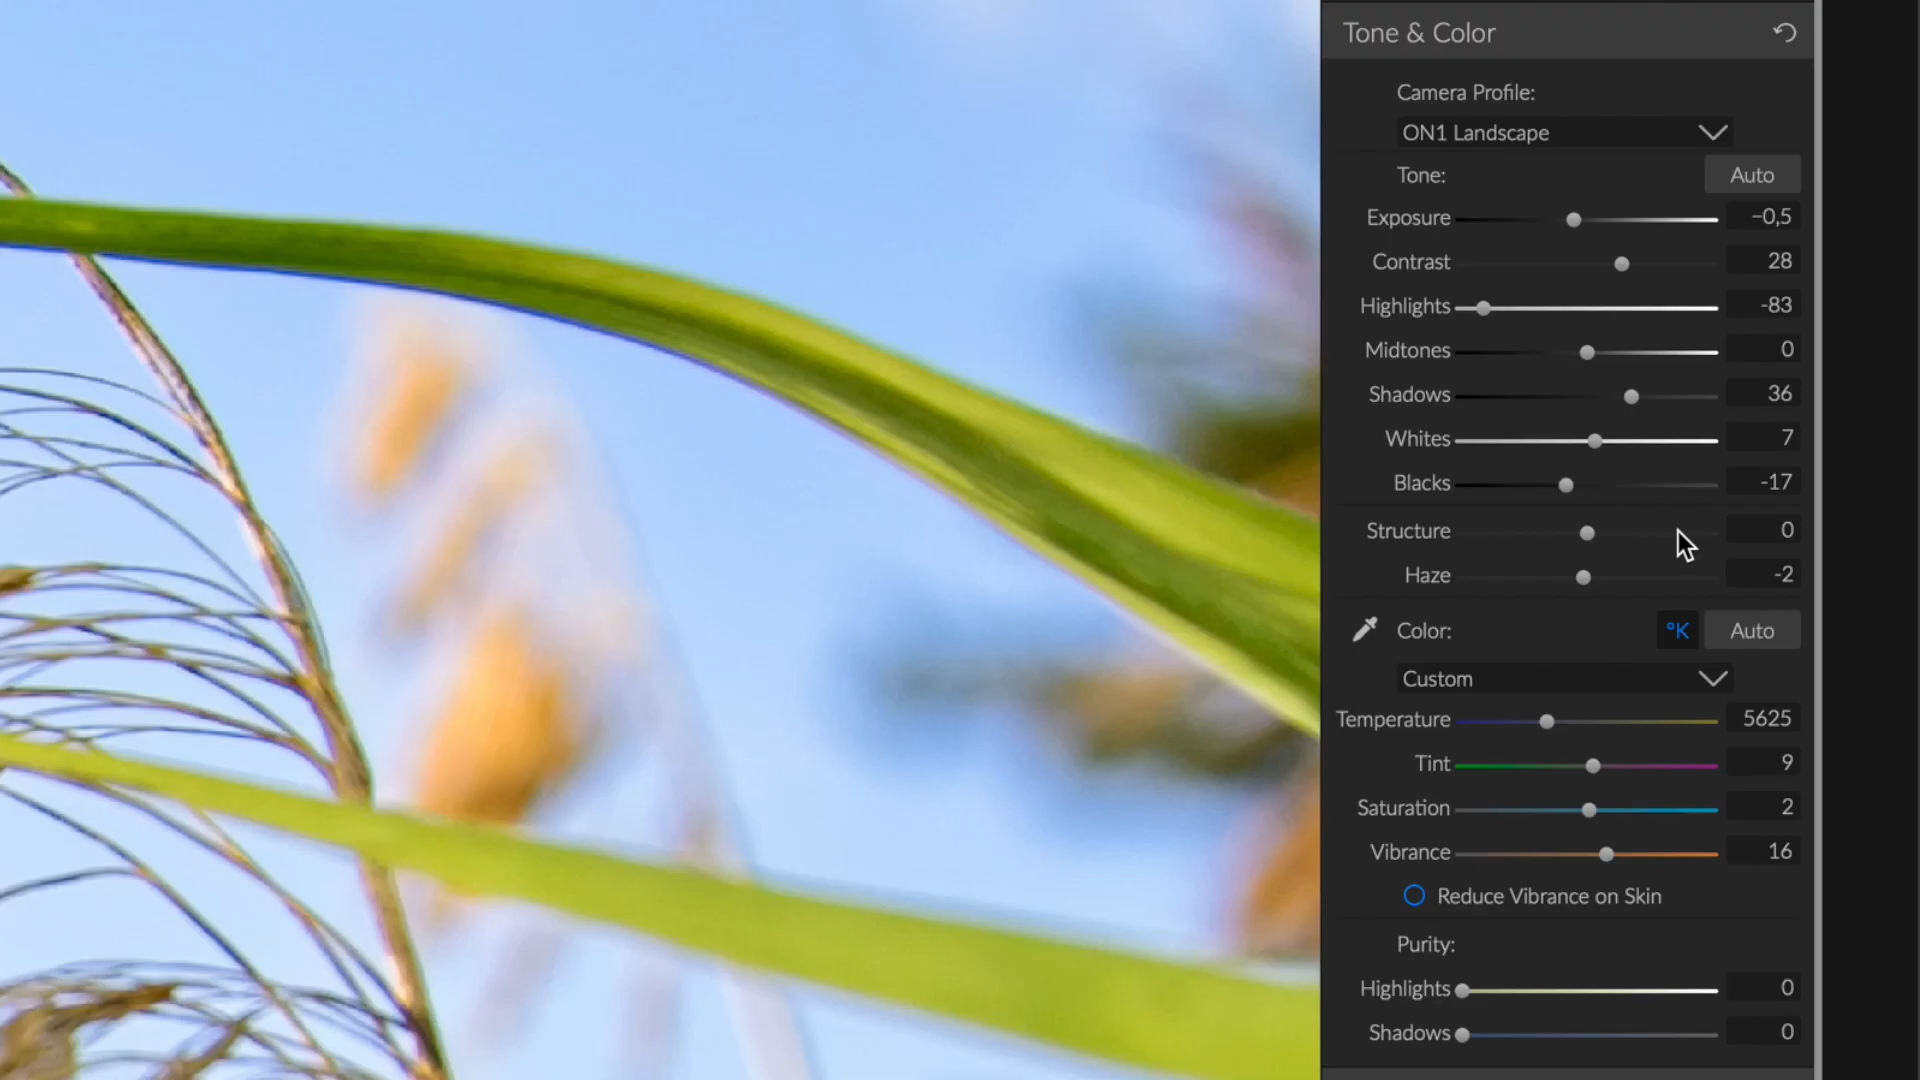 Tone & Color
Camera Profile:
ON1 Landscape
Tone: Auto
Exposure −0,5
Contrast 28
Highlights -83
Midtones 0
Shadows 36
Whites 7
Blacks -17
Structure 0
Haze -2
Color: °K Auto
Custom
Temperature 5625
Tint 9
Saturation 2
Vibrance 16
Reduce Vibrance on Skin
Purity:
Highlights 0
Shadows 0